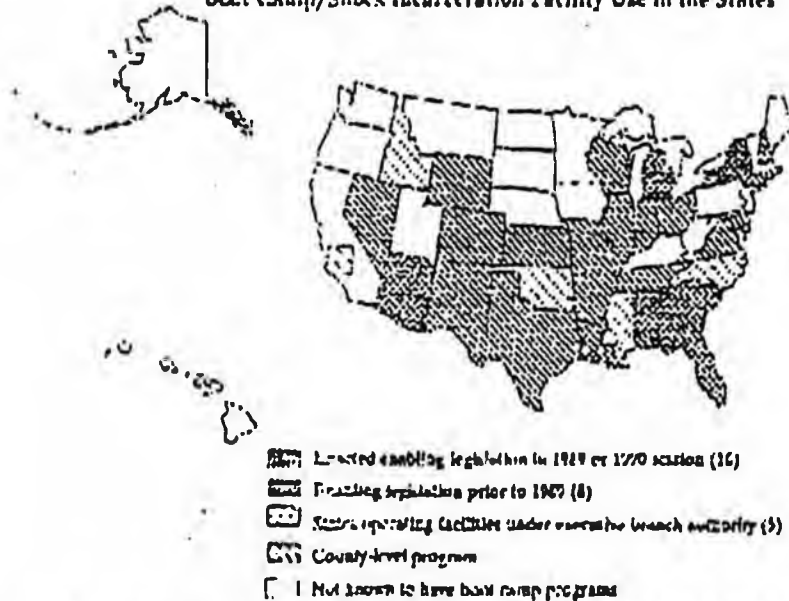 Boot Camp/Shock Incarceration Facility Use in the States
Enacted enabling legislation in 1989 or 1990 session (16)
Enabling legislation prior to 1989 (8)
States operating facilities under executive branch authority (5)
County-level program
Not known to have boot camp programs